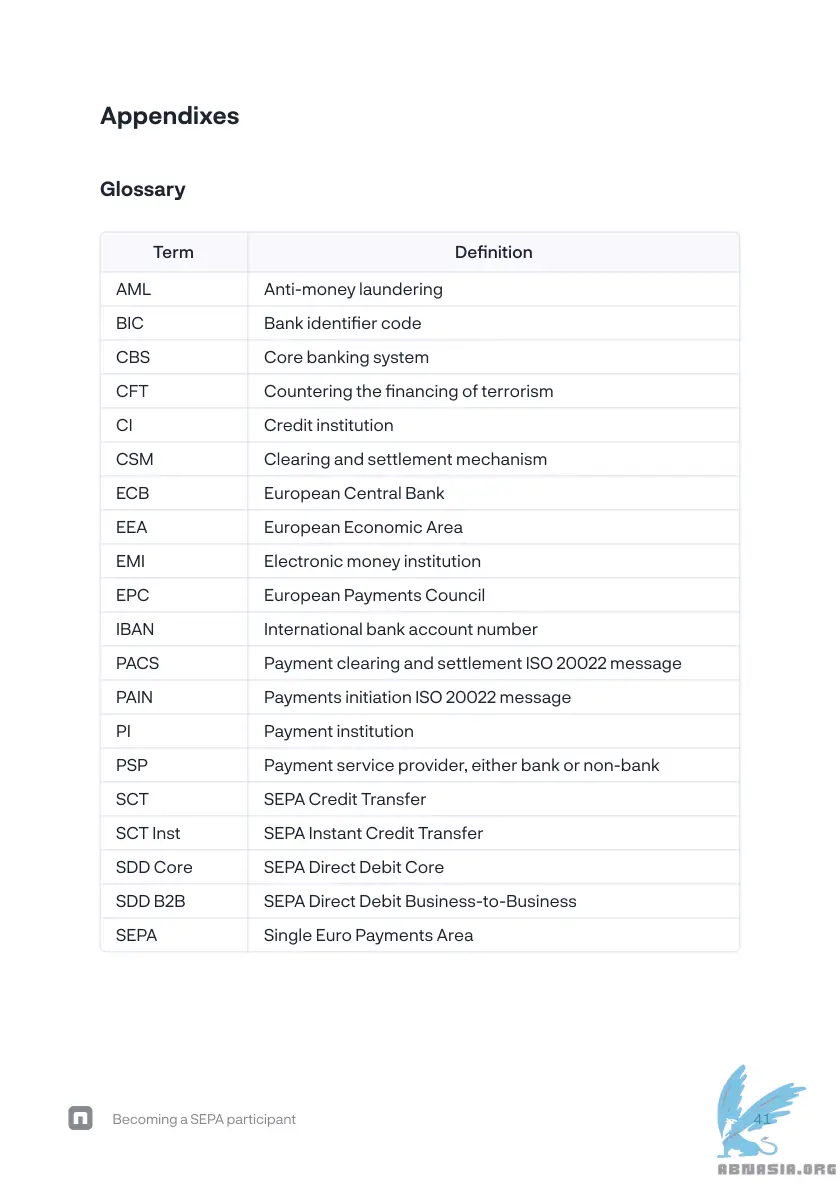 Appendixes
Glossary
Term Definition
AML Anti-money laundering
BIC Bank identifier code
CBS Core banking system
CFT Countering the financing of terrorism
CI Credit institution
CSM Clearing and settlement mechanism
ECB European Central Bank
EEA European Economic Area
EMI Electronic money institution
EPC European Payments Council
IBAN International bank account number
PACS Payment clearing and settlement ISO 20022 message
PAIN Payments initiation ISO 20022 message
PI Payment institution
PSP Payment service provider, either bank or non-bank
SCT SEPA Credit Transfer
SCT Inst SEPA Instant Credit Transfer
SDD Core SEPA Direct Debit Core
SDD B2B SEPA Direct Debit Business-to-Business
SEPA Single Euro Payments Area
Becoming a SEPA participant 41
ABNASIA.ORG